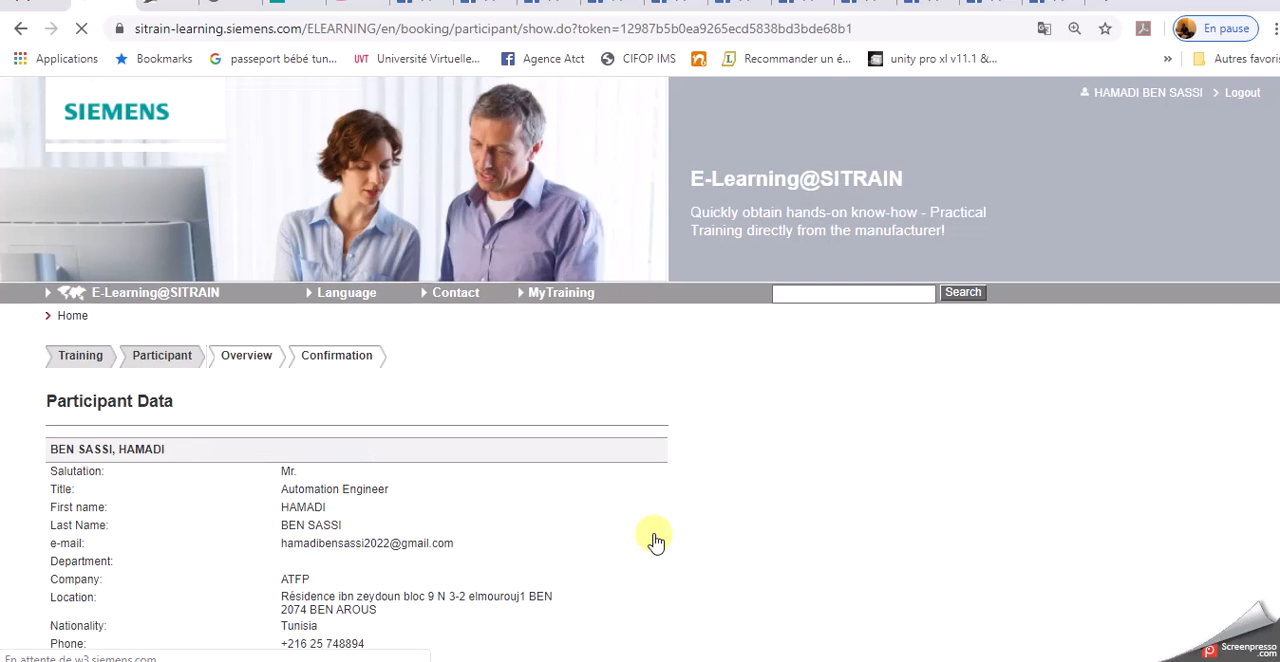 sitrain-learning.siemens.com/ELEARNING/en/booking/participant/show.do?token=12987b5b0ea9265ecd5838bd3bde68b1
En pause
Applications Bookmarks passeport bébé tun... UVT Université Virtuelle... Agence Atct CIFOP IMS Recommander un é... unity pro xl v11.1 &... » Autres favoris
SIEMENS
HAMADI BEN SASSI > Logout
E-Learning@SITRAIN
Quickly obtain hands-on know-how - Practical
Training directly from the manufacturer!
E-Learning@SITRAIN Language Contact MyTraining Search
Home
Training Participant Overview Confirmation
Participant Data
BEN SASSI, HAMADI
Salutation: Mr.
Title: Automation Engineer
First name: HAMADI
Last Name: BEN SASSI
e-mail: hamadibensassi2022@gmail.com
Department:
Company: ATFP
Location: Résidence ibn zeydoun bloc 9 N 3-2 elmourouj1 BEN
2074 BEN AROUS
Nationality: Tunisia
Phone: +216 25 748894
En attente de w3.siemens.com
Screenpresso
.com